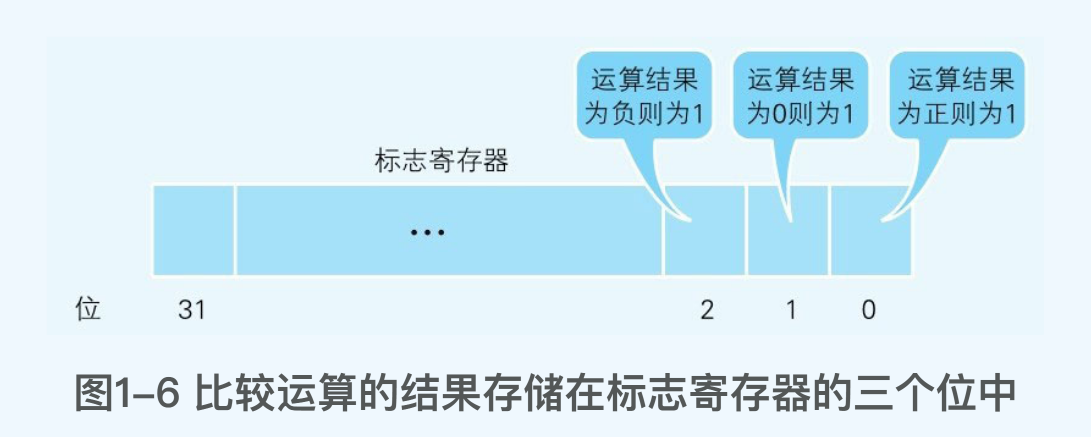 运算结果
为负则为1
运算结果
为0则为1
运算结果
为正则为1
标志寄存器
...
位 31 2 1 0
图1-6 比较运算的结果存储在标志寄存器的三个位中